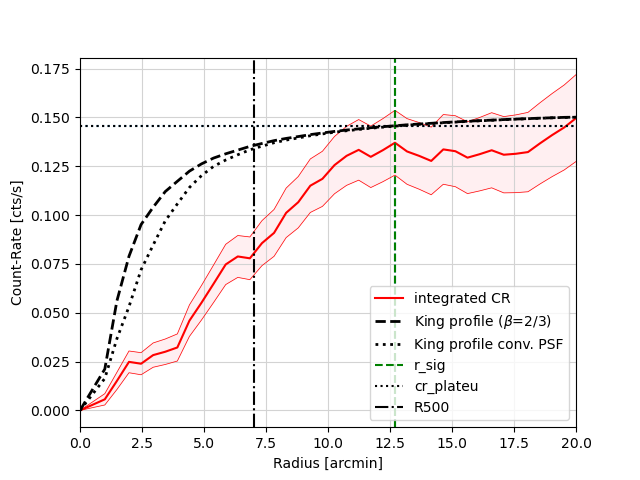 0.175
0.150
0.125
0.100
0.075
0.050
0.025
0.000
Count-Rate [cts/s]
integrated CR
King profile (β=2/3)
King profile conv. PSF
r_sig
cr_plateu
R500
0.0 2.5 5.0 7.5 10.0 12.5 15.0 17.5 20.0
Radius [arcmin]